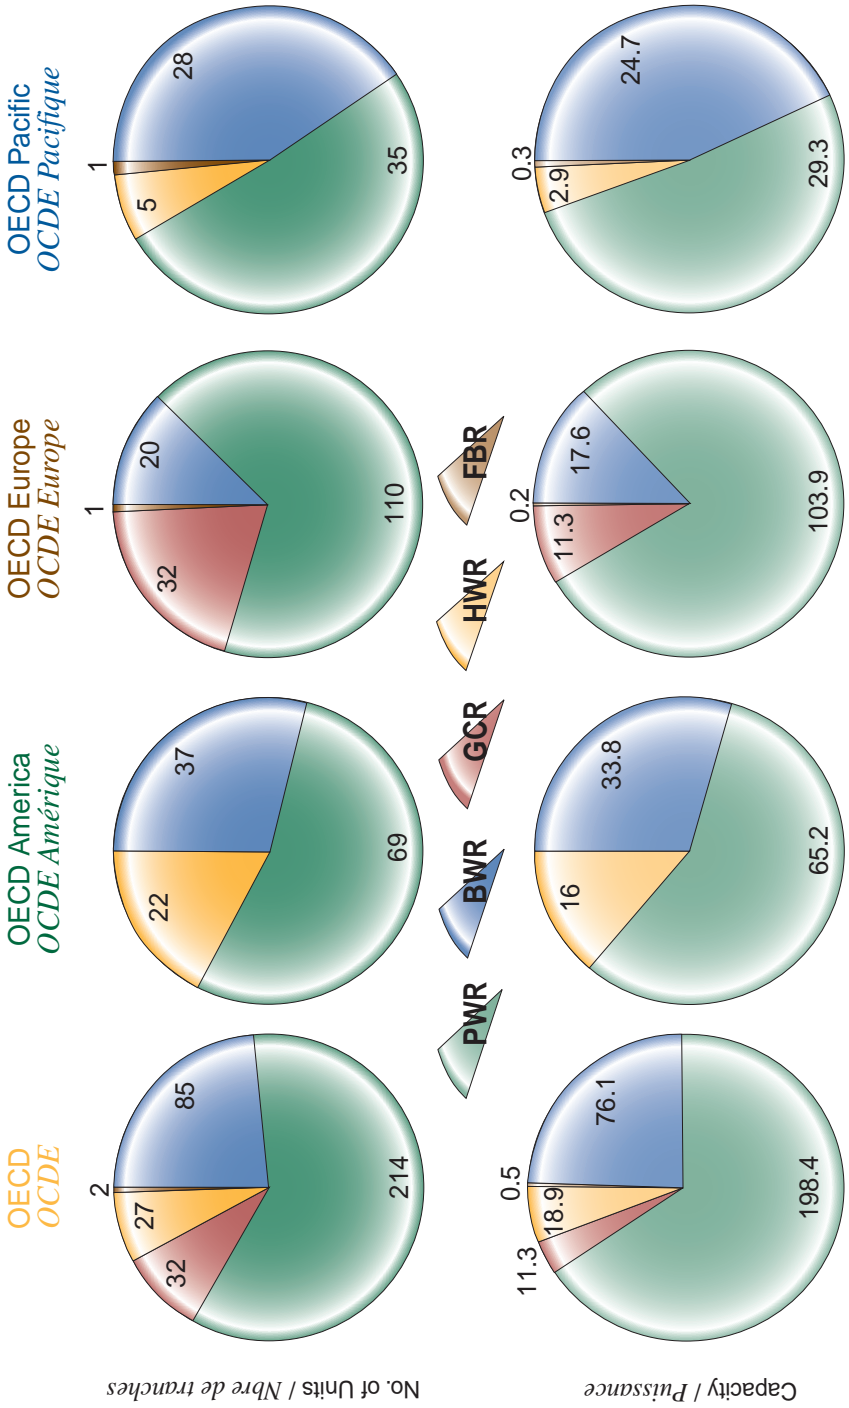 OECD
OCDE
OECD America
OCDE Amérique
OECD Europe
OCDE Europe
OECD Pacific
OCDE Pacifique
No. of Units / Nbre de tranches
2
85
27
32
214
37
22
69
1
20
32
110
1
28
5
35
PWR
BWR
GCR
HWR
FBR
Capacity / Puissance
0.5
76.1
18.9
11.3
198.4
33.8
16
65.2
0.2
17.6
11.3
103.9
0.3
24.7
2.9
29.3